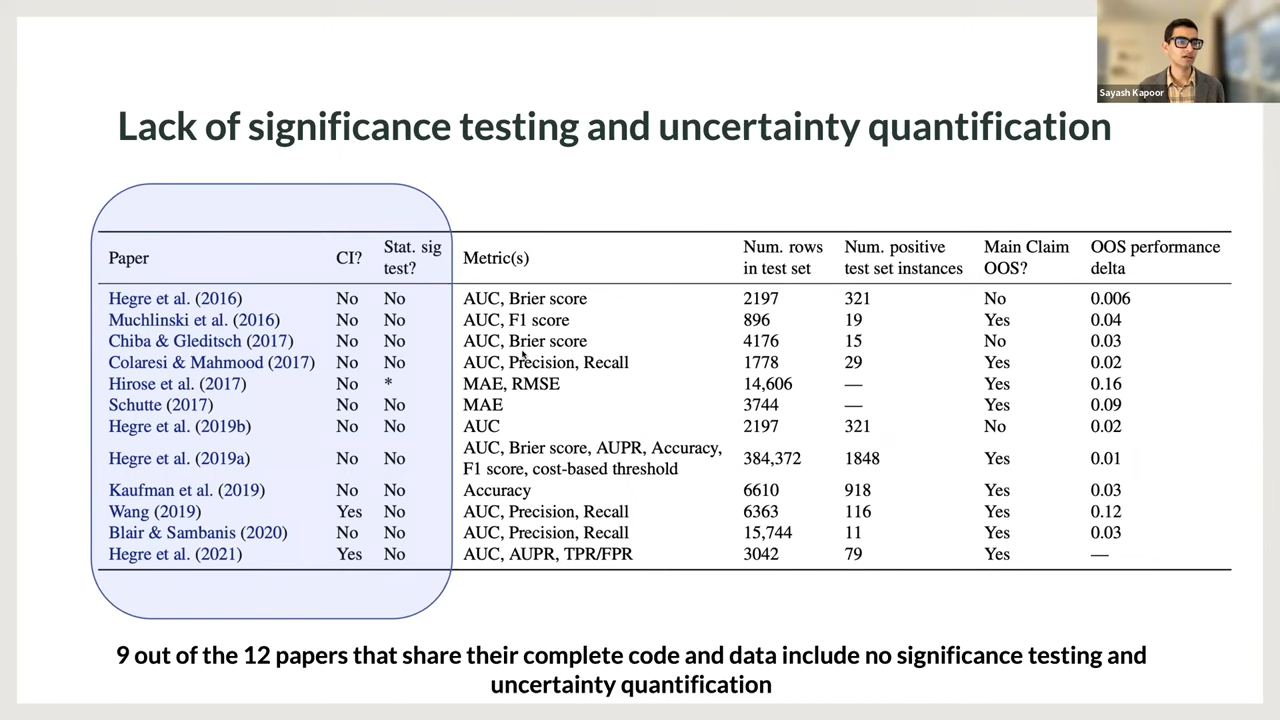 Sayash Kapoor
Lack of significance testing and uncertainty quantification
Paper CI? Stat. sig test? Metric(s) Num. rows in test set Num. positive test set instances Main Claim OOS? OOS performance delta
Hegre et al. (2016) No No AUC, Brier score 2197 321 No 0.006
Muchlinski et al. (2016) No No AUC, F1 score 896 19 Yes 0.04
Chiba & Gleditsch (2017) No No AUC, Brier score 4176 15 No 0.03
Colaresi & Mahmood (2017) No No AUC, Precision, Recall 1778 29 Yes 0.02
Hirose et al. (2017) No * MAE, RMSE 14,606 — Yes 0.16
Schutte (2017) No No MAE 3744 — Yes 0.09
Hegre et al. (2019b) No No AUC 2197 321 No 0.02
Hegre et al. (2019a) No No AUC, Brier score, AUPR, Accuracy, F1 score, cost-based threshold 384,372 1848 Yes 0.01
Kaufman et al. (2019) No No Accuracy 6610 918 Yes 0.03
Wang (2019) Yes No AUC, Precision, Recall 6363 116 Yes 0.12
Blair & Sambanis (2020) No No AUC, Precision, Recall 15,744 11 Yes 0.03
Hegre et al. (2021) Yes No AUC, AUPR, TPR/FPR 3042 79 Yes —
9 out of the 12 papers that share their complete code and data include no significance testing and
uncertainty quantification